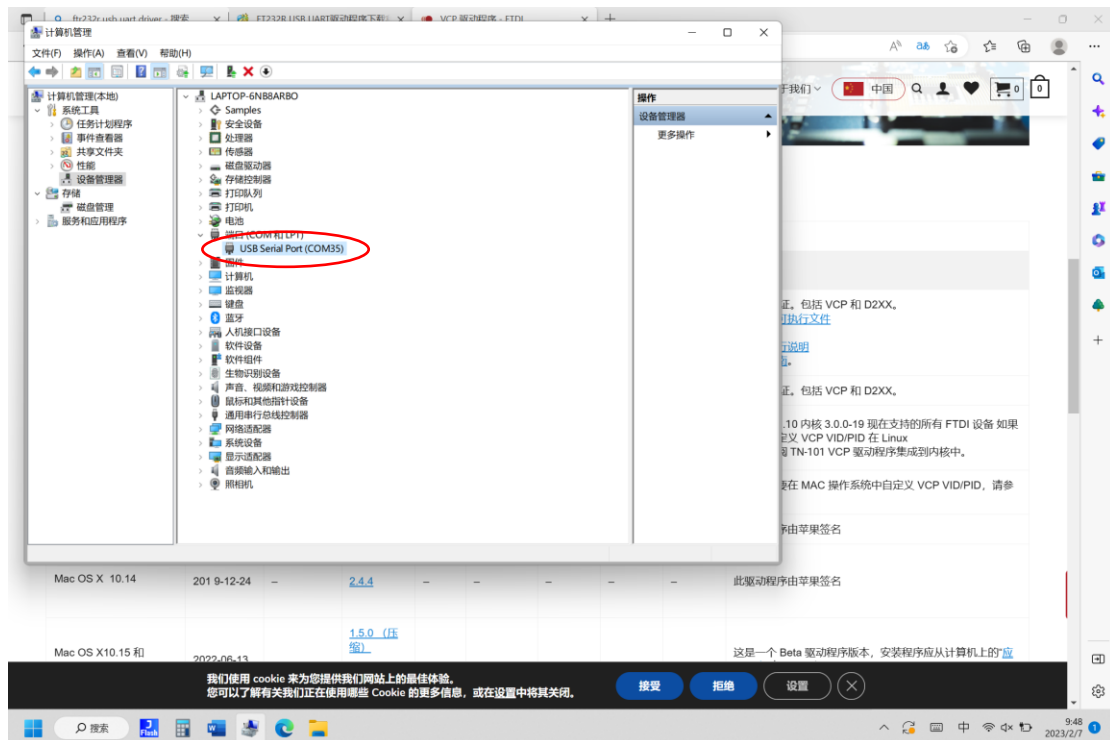 ftr232r usb uart driver - 搜索
FT232R USB UART驱动程序下载
VCP 驱动程序 - FTDI
计算机管理
文件(F) 操作(A) 查看(V) 帮助(H)
计算机管理(本地)
系统工具
任务计划程序
事件查看器
共享文件夹
性能
设备管理器
存储
磁盘管理
服务和应用程序
LAPTOP-6NB8ARBO
Samples
安全设备
处理器
传感器
磁盘驱动器
存储控制器
打印队列
打印机
电池
端口 (COM 和 LPT)
USB Serial Port (COM35)
固件
计算机
监视器
键盘
蓝牙
人机接口设备
软件设备
软件组件
生物识别设备
声音、视频和游戏控制器
鼠标和其他指针设备
通用串行总线控制器
网络适配器
系统设备
显示适配器
音频输入和输出
照相机
操作
设备管理器
更多操作
于我们
中国
0
0
证。包括 VCP 和 D2XX。
可执行文件
行说明
证。包括 VCP 和 D2XX。
.10 内核 3.0.0-19 现在支持的所有 FTDI 设备 如果
定义 VCP VID/PID 在 Linux
TN-101 VCP 驱动程序集成到内核中。
要在 MAC 操作系统中自定义 VCP VID/PID，请参
序由苹果签名
Mac OS X 10.14 201 9-12-24 – 2.4.4 – – – – – 此驱动程序由苹果签名
1.5.0 （压
缩）
Mac OS X10.15 和 2022-06-13 这是一个 Beta 驱动程序版本，安装程序应从计算机上的"应
我们使用 cookie 来为您提供我们网站上的最佳体验。
您可以了解有关我们正在使用哪些 Cookie 的更多信息，或在设置中将其关闭。
接受 拒绝 设置
搜索
J
Flash
中
9:48
2023/2/7
1